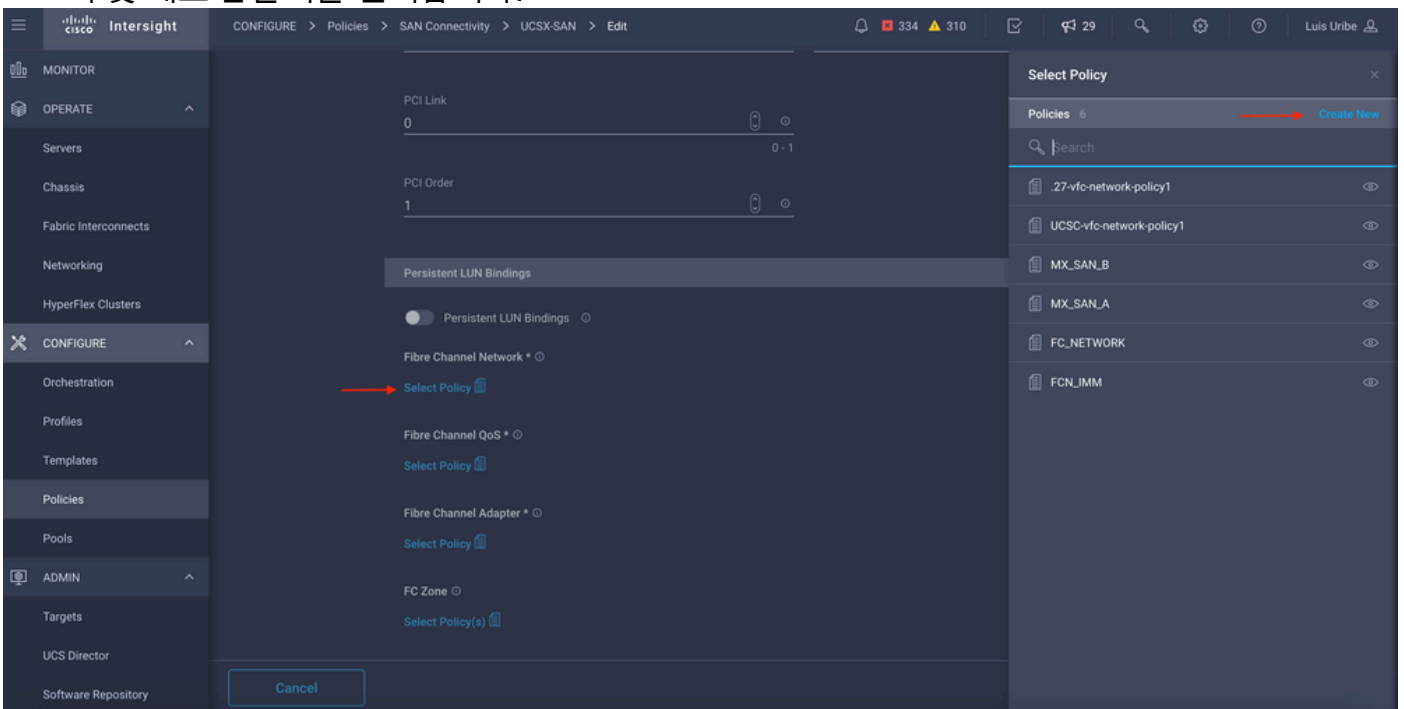 cisco Intersight
CONFIGURE > Policies > SAN Connectivity > UCSX-SAN > Edit
334 310
29
Luis Uribe
MONITOR
OPERATE
Servers
Chassis
Fabric Interconnects
Networking
HyperFlex Clusters
CONFIGURE
Orchestration
Profiles
Templates
Policies
Pools
ADMIN
Targets
UCS Director
Software Repository
PCI Link
0
0 - 1
PCI Order
1
Persistent LUN Bindings
Persistent LUN Bindings
Fibre Channel Network *
Select Policy
Fibre Channel QoS *
Select Policy
Fibre Channel Adapter *
Select Policy
FC Zone
Select Policy(s)
Cancel
Select Policy
Policies 6
Create New
Search
.27-vfc-network-policy1
UCSC-vfc-network-policy1
MX_SAN_B
MX_SAN_A
FC_NETWORK
FCN_IMM